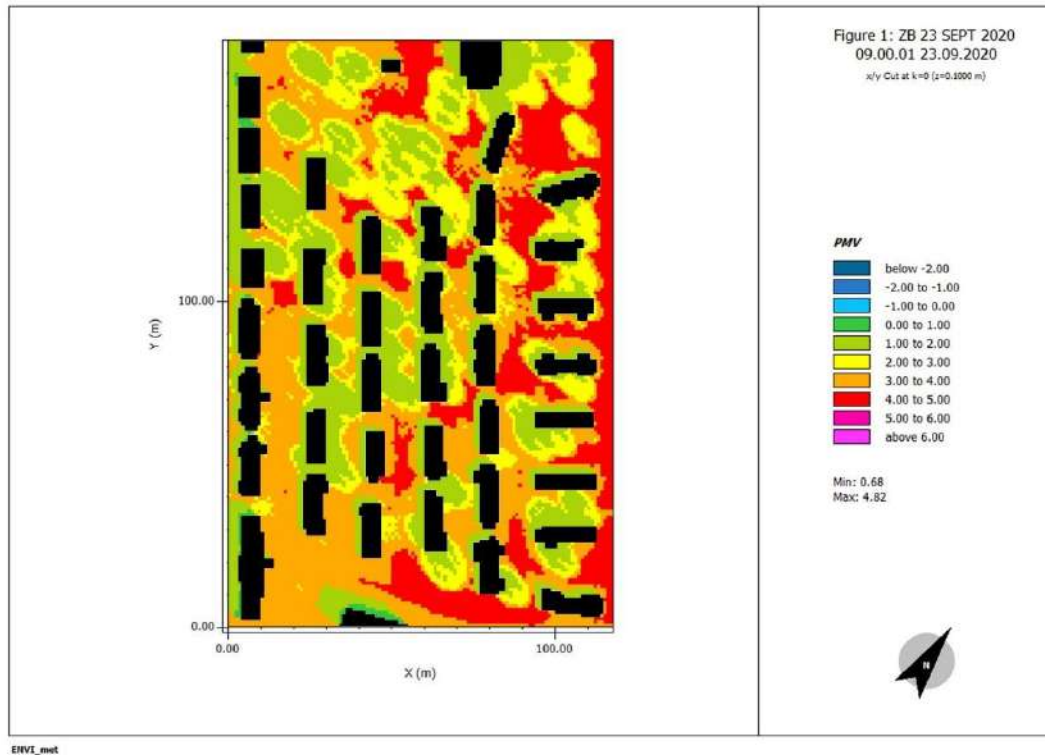 Figure 1: ZB 23 SEPT 2020
09.00.01 23.09.2020
x/y Cut at k=0 (z=0.1000 m)
100.00
Y (m)
0.00
0.00
100.00
X (m)
PMV
below -2.00
-2.00 to -1.00
-1.00 to 0.00
0.00 to 1.00
1.00 to 2.00
2.00 to 3.00
3.00 to 4.00
4.00 to 5.00
5.00 to 6.00
above 6.00
Min: 0.68
Max: 4.82
N
ENVI_met